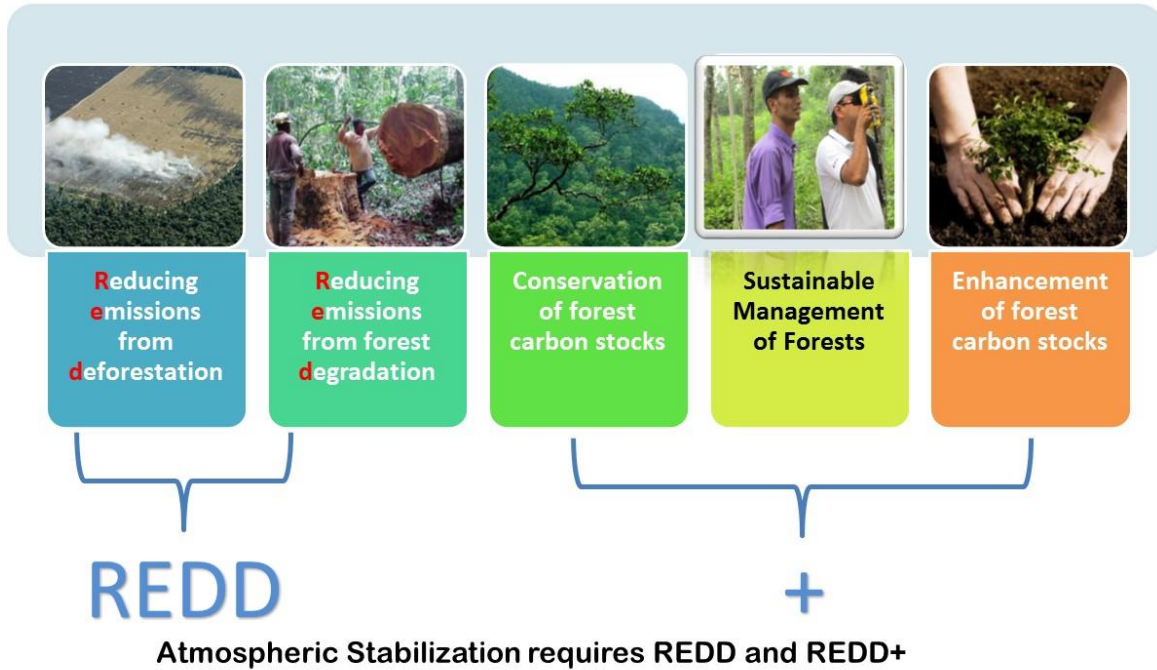 Reducing
emissions
from
deforestation
Reducing
emissions
from forest
degradation
Conservation
of forest
carbon stocks
Sustainable
Management
of Forests
Enhancement
of forest
carbon stocks
REDD
+
Atmospheric Stabilization requires REDD and REDD+